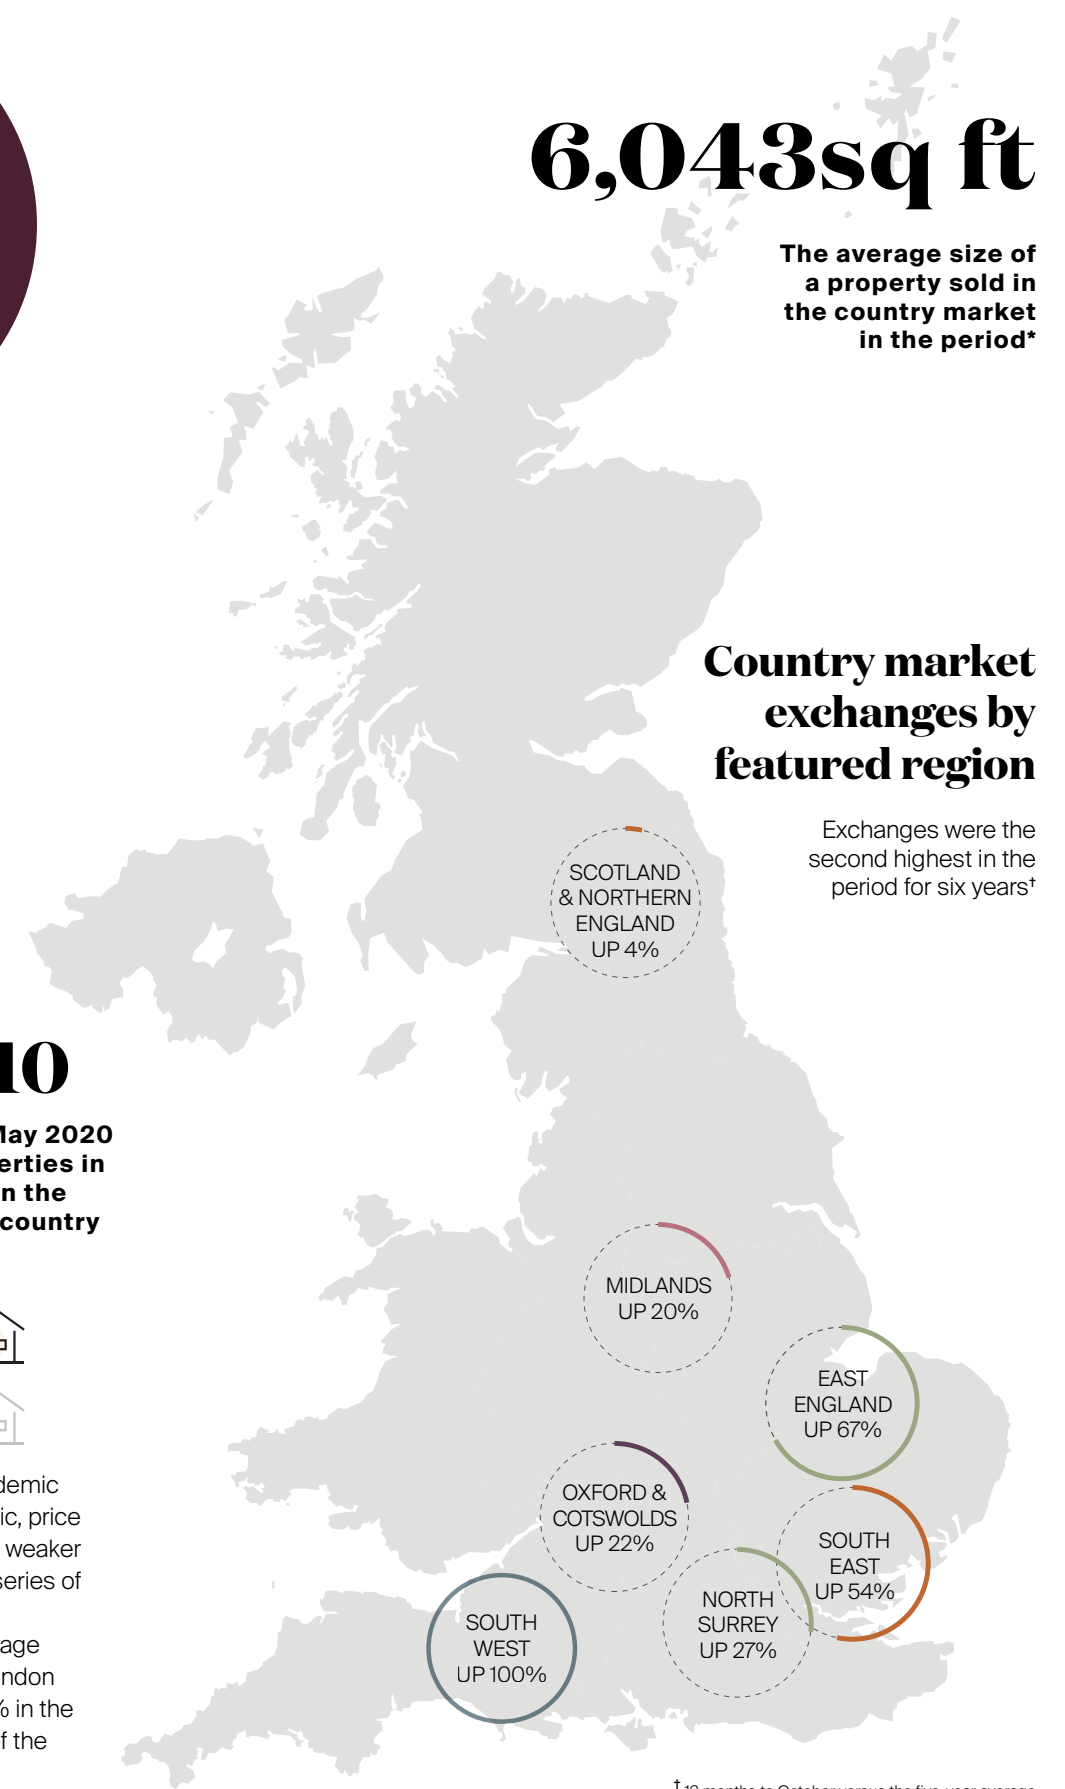 6,043sq ft
The average size of
a property sold in
the country market
in the period*
Country market
exchanges by
featured region
Exchanges were the
second highest in the
period for six years†
SCOTLAND
& NORTHERN
ENGLAND
UP 4%
10
May 2020
erties in
n the
country
MIDLANDS
UP 20%
EAST
ENGLAND
UP 67%
OXFORD &
COTSWOLDS
UP 22%
SOUTH
EAST
UP 54%
NORTH
SURREY
UP 27%
SOUTH
WEST
UP 100%
demic
ic, price
weaker
series of
age
ndon
% in the
f the